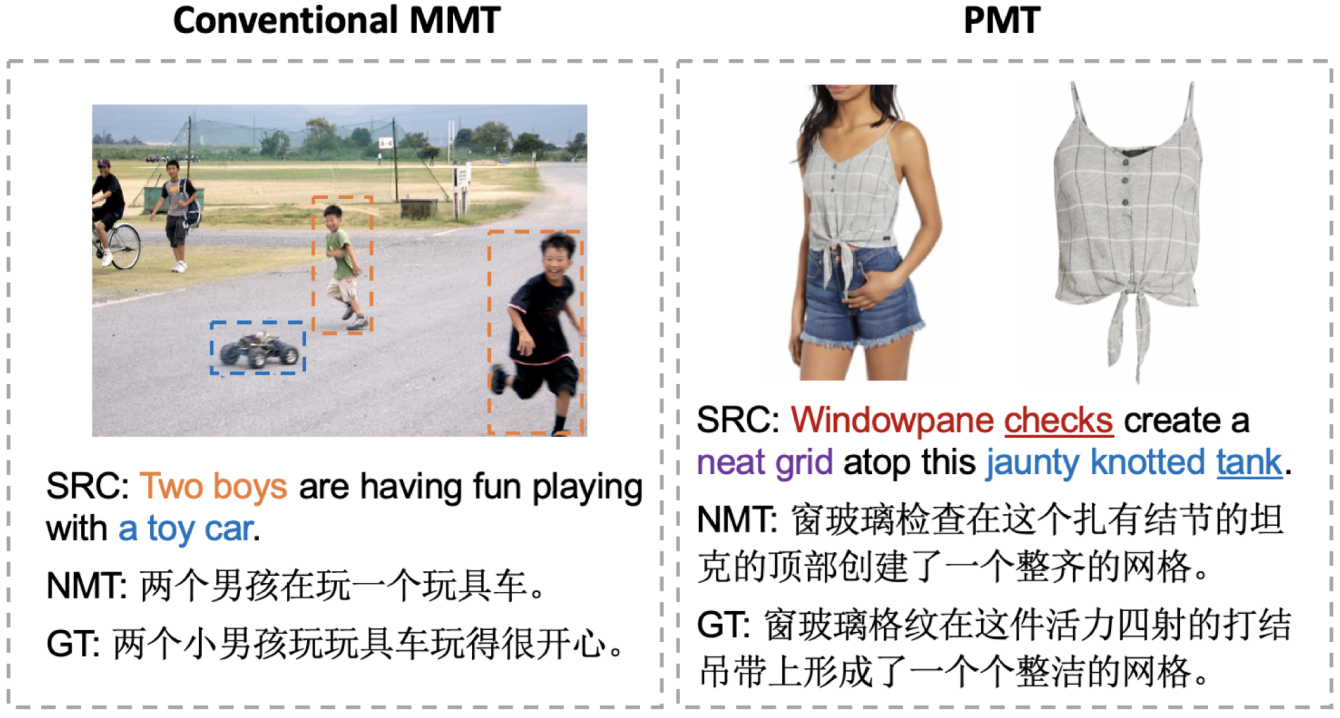 Conventional MMT
SRC: Two boys are having fun playing
with a toy car.
NMT: 两个男孩在玩一个玩具车。
GT: 两个小男孩玩玩具车玩得很开心。
PMT
SRC: Windowpane checks create a
neat grid atop this jaunty knotted tank.
NMT: 窗玻璃检查在这个扎有结节的坦
克的顶部创建了一个整齐的网格。
GT: 窗玻璃格纹在这件活力四射的打结
吊带上形成了一个个整洁的网格。